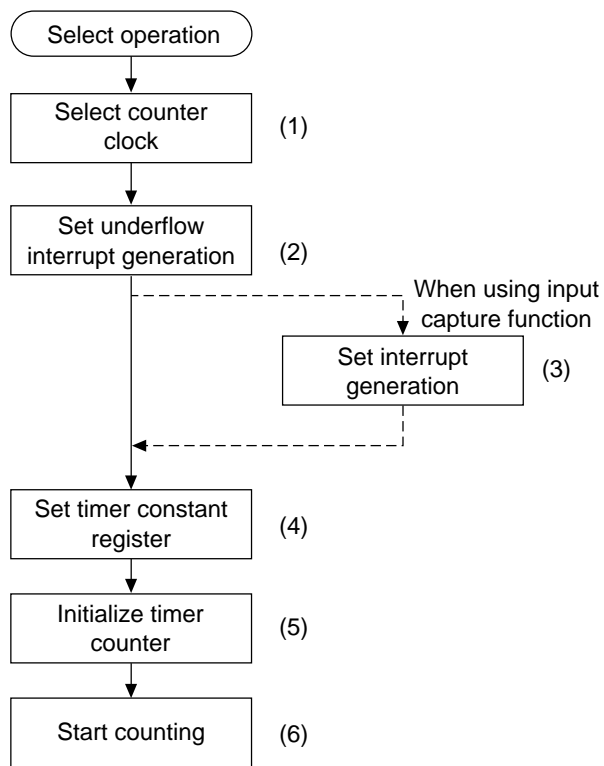 Select operation
Select counter
clock
(1)
Set underflow
interrupt generation
(2)
When using input
capture function
Set interrupt
generation
(3)
Set timer constant
register
(4)
Initialize timer
counter
(5)
Start counting
(6)